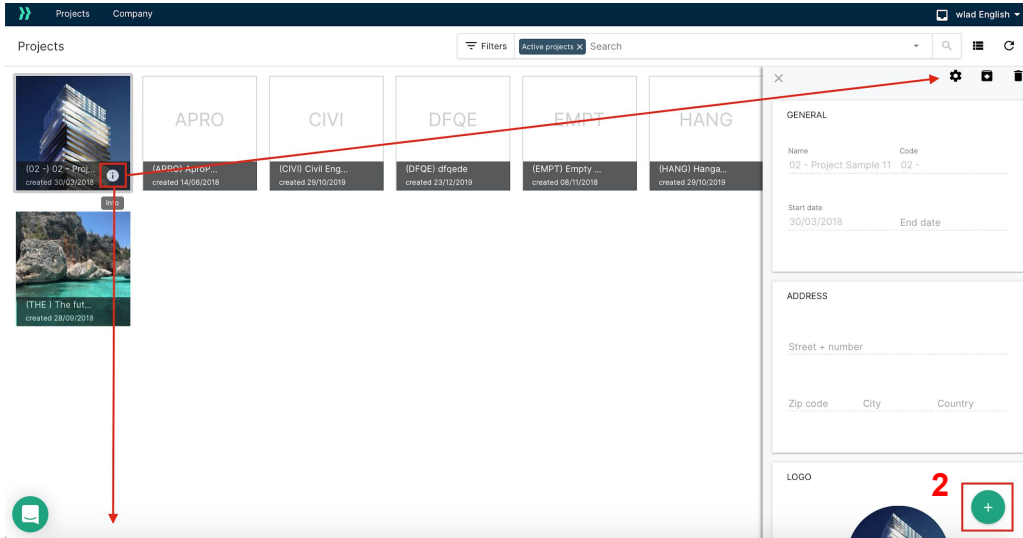 Projects Company
wlad English
Projects
Filters Active projects X Search
APRO
CIVI
DFQE
EMPT
HANG
(02 -) 02 - Proj...
created 30/03/2018
Info
(APRO) AproP...
created 14/06/2018
(CIVI) Civil Eng...
created 29/10/2019
(DFQE) dfqede
created 23/12/2019
(EMPT) Empty ...
created 08/11/2018
(HANG) Hanga...
created 29/10/2019
(THE ) The fut...
created 28/09/2018
GENERAL
Name Code
02 - Project Sample 11 02 -
Start date
30/03/2018 End date
ADDRESS
Street + number
Zip code City Country
LOGO
2